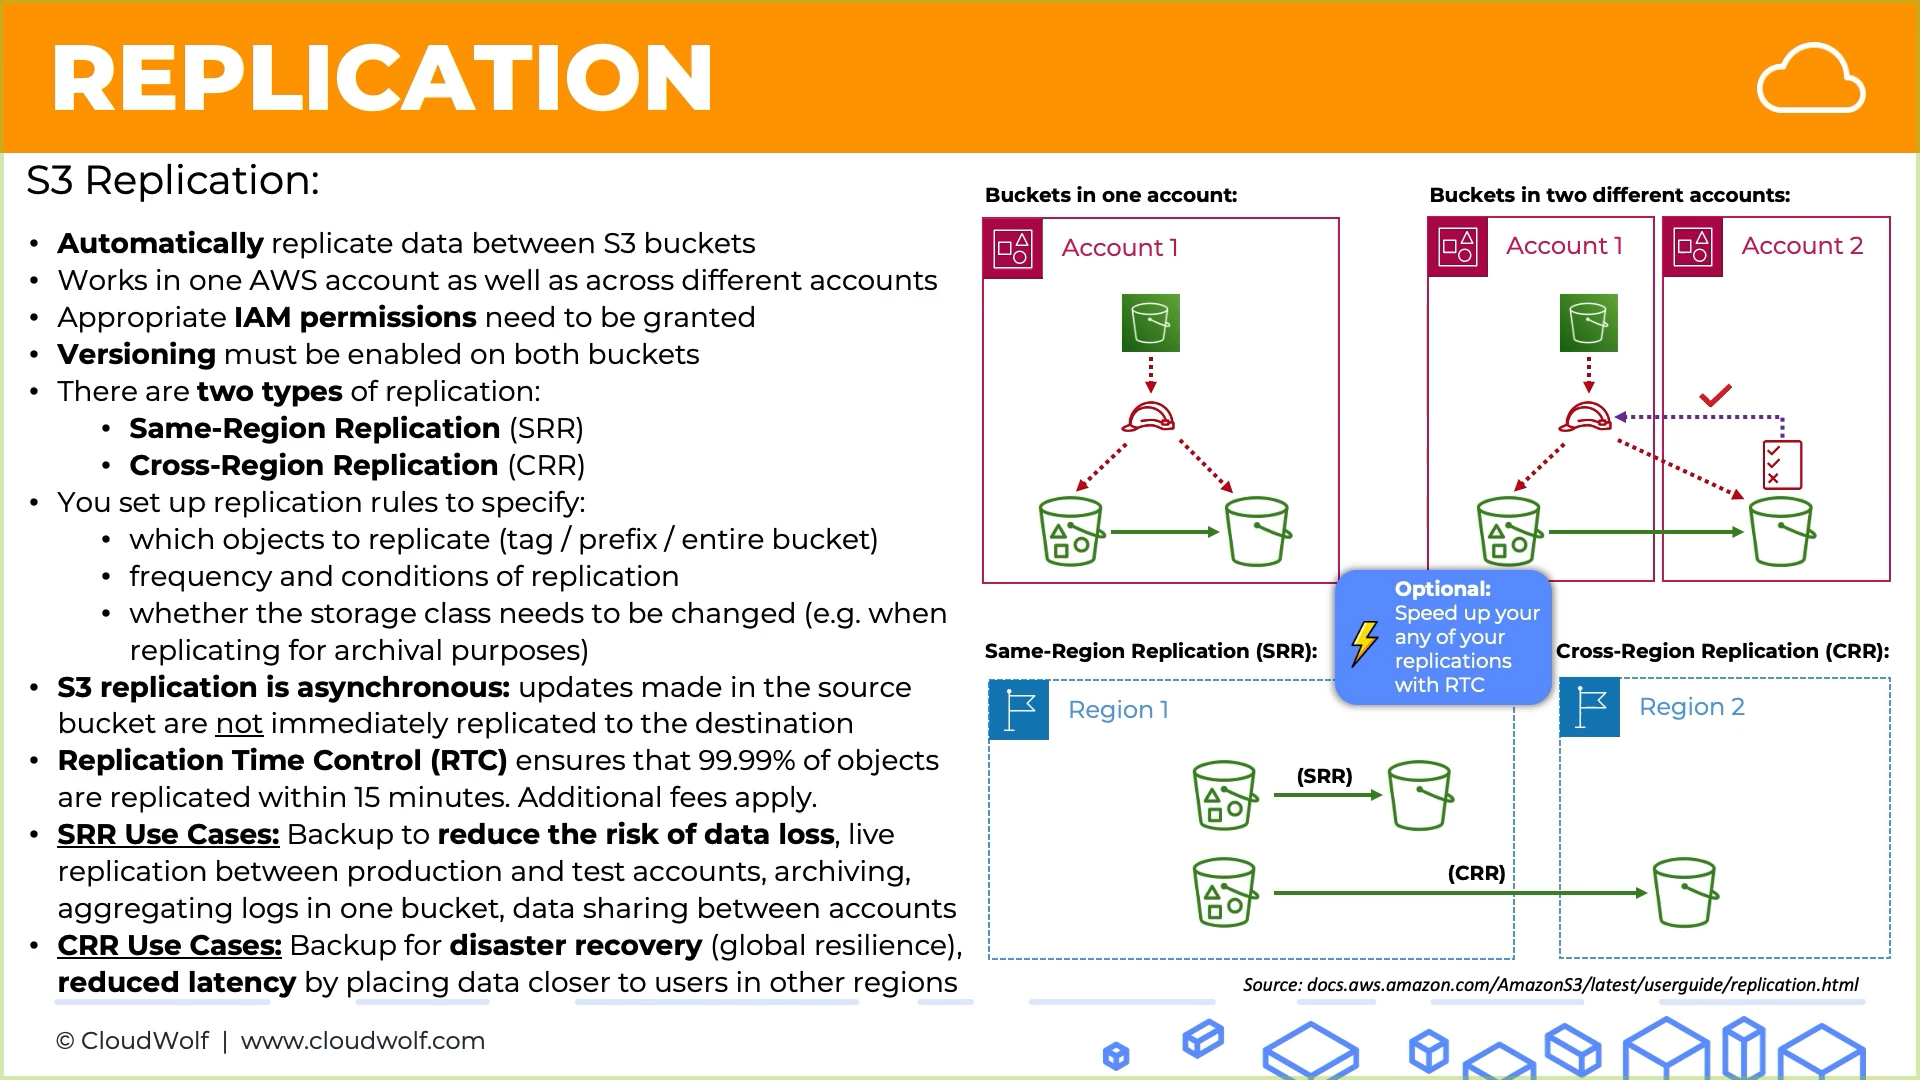 REPLICATION
S3 Replication:
• Automatically replicate data between S3 buckets
• Works in one AWS account as well as across different accounts
• Appropriate IAM permissions need to be granted
• Versioning must be enabled on both buckets
• There are two types of replication:
• Same-Region Replication (SRR)
• Cross-Region Replication (CRR)
• You set up replication rules to specify:
• which objects to replicate (tag / prefix / entire bucket)
• frequency and conditions of replication
• whether the storage class needs to be changed (e.g. when
replicating for archival purposes)
• S3 replication is asynchronous: updates made in the source
bucket are not immediately replicated to the destination
• Replication Time Control (RTC) ensures that 99.99% of objects
are replicated within 15 minutes. Additional fees apply.
• SRR Use Cases: Backup to reduce the risk of data loss, live
replication between production and test accounts, archiving,
aggregating logs in one bucket, data sharing between accounts
• CRR Use Cases: Backup for disaster recovery (global resilience),
reduced latency by placing data closer to users in other regions
Buckets in one account:
Account 1
Buckets in two different accounts:
Account 1
Account 2
Optional:
Speed up your
any of your
replications
with RTC
Same-Region Replication (SRR):
Cross-Region Replication (CRR):
Region 1
Region 2
(SRR)
(CRR)
Source: docs.aws.amazon.com/AmazonS3/latest/userguide/replication.html
© CloudWolf | www.cloudwolf.com